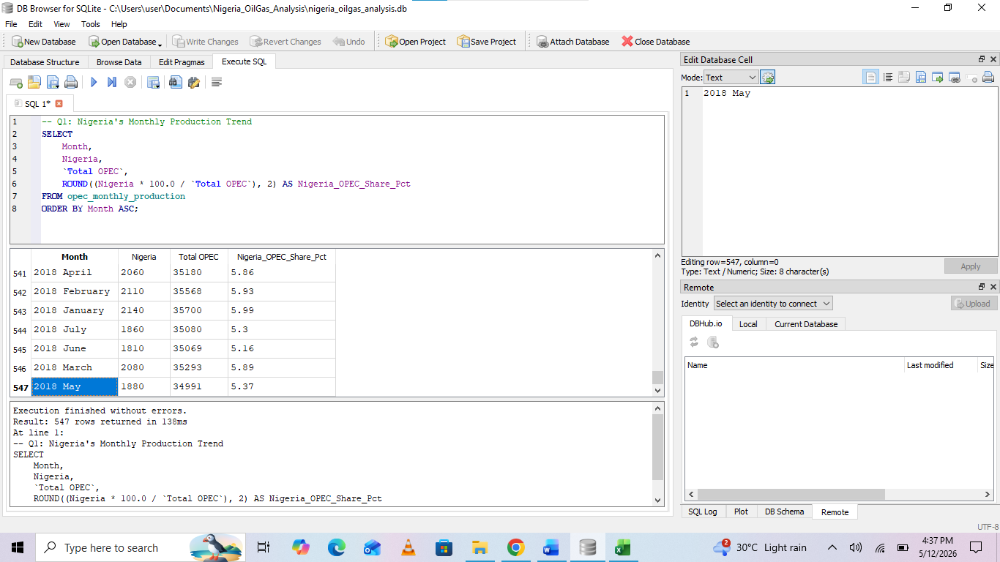 DB Browser for SQLite - C:\Users\user\Documents\Nigeria_OilGas_Analysis\nigeria_oilgas_analysis.db
File Edit View Tools Help
New Database Open Database Write Changes Revert Changes Undo Open Project Save Project Attach Database Close Database
Database Structure Browse Data Edit Pragmas Execute SQL
SQL 1*
1 -- Q1: Nigeria's Monthly Production Trend
2 SELECT
3 Month,
4 Nigeria,
5 `Total OPEC`,
6 ROUND((Nigeria * 100.0 / `Total OPEC`), 2) AS Nigeria_OPEC_Share_Pct
7 FROM opec_monthly_production
8 ORDER BY Month ASC;
Month Nigeria Total OPEC Nigeria_OPEC_Share_Pct
541 2018 April 2060 35180 5.86
542 2018 February 2110 35568 5.93
543 2018 January 2140 35700 5.99
544 2018 July 1860 35080 5.3
545 2018 June 1810 35069 5.16
546 2018 March 2080 35293 5.89
547 2018 May 1880 34991 5.37
Execution finished without errors.
Result: 547 rows returned in 138ms
At line 1:
-- Q1: Nigeria's Monthly Production Trend
SELECT
Month,
Nigeria,
`Total OPEC`,
ROUND((Nigeria * 100.0 / `Total OPEC`), 2) AS Nigeria_OPEC_Share_Pct
Edit Database Cell
Mode: Text
1 2018 May
Editing row=547, column=0
Type: Text / Numeric; Size: 8 character(s)
Apply
Remote
Identity Select an identity to connect Upload
DBHub.io Local Current Database
Name Last modified Size
SQL Log Plot DB Schema Remote
UTF-8
Type here to search
2
30°C Light rain
4:37 PM
5/12/2026